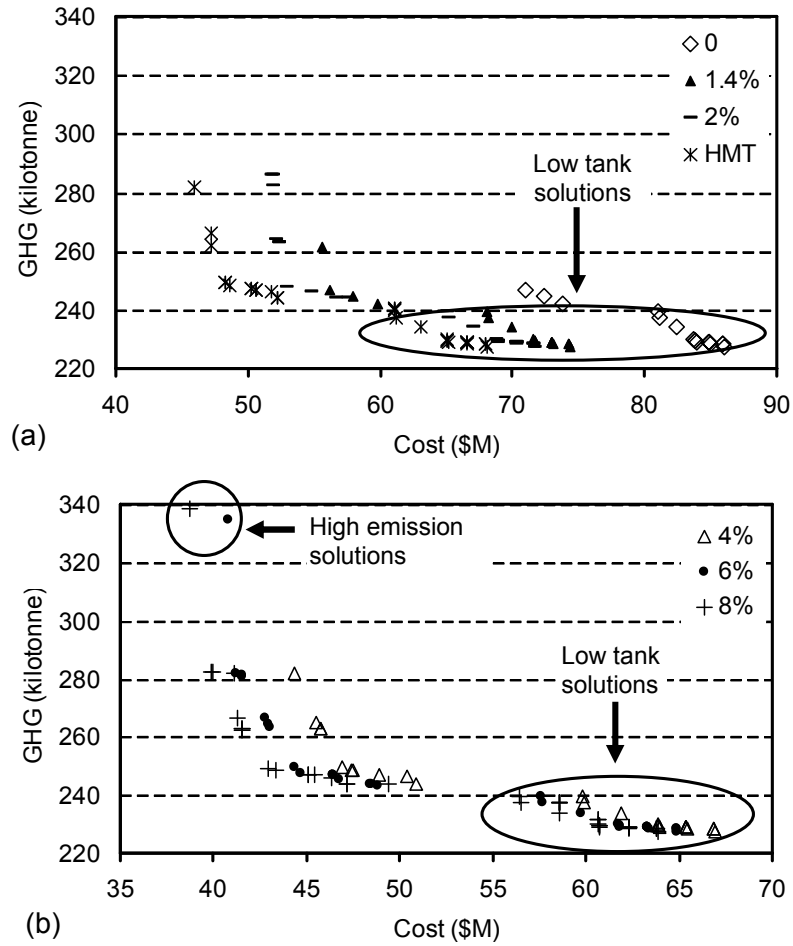 340
320
300
280
260
240
220
GHG (kilotonne)
0
1.4%
2%
HMT
Low tank
solutions
40 50 60 70 80 90
Cost ($M)
(a)
340
320
300
280
260
240
220
GHG (kilotonne)
High emission
solutions
4%
6%
8%
Low tank
solutions
35 40 45 50 55 60 65 70
Cost ($M)
(b)